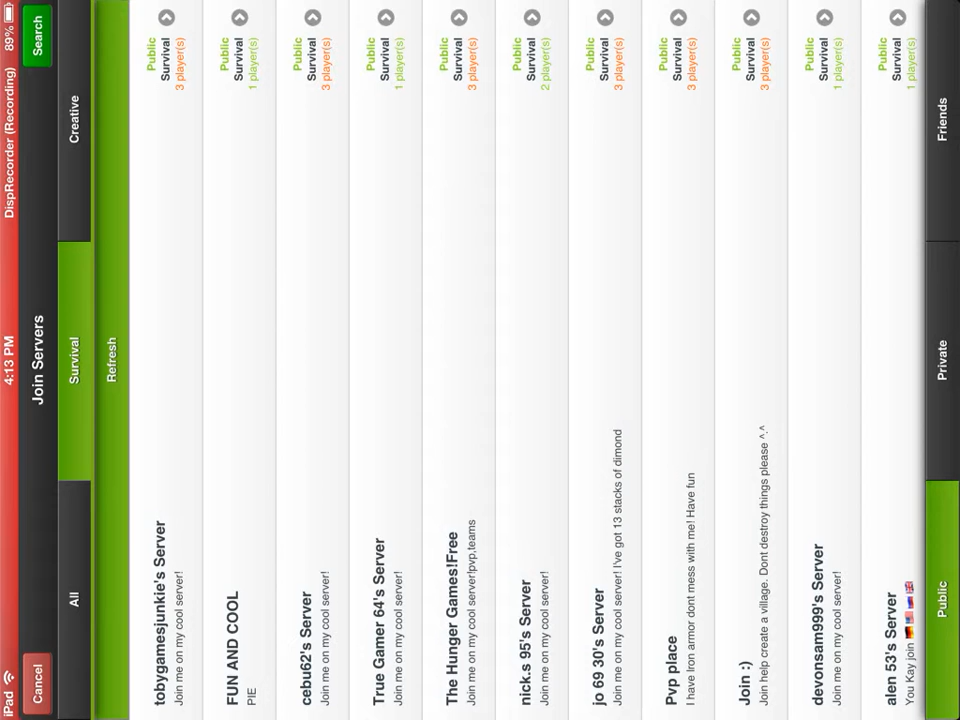 iPad 4:13 PM DispRecorder (Recording) 89%
Cancel Join Servers Search
All Survival Creative
Refresh
tobygamesjunkie's Server
Join me on my cool server!
Public
Survival
3 player(s)
FUN AND COOL
PIE
Public
Survival
1 player(s)
cebu62's Server
Join me on my cool server!
Public
Survival
3 player(s)
True Gamer 64's Server
Join me on my cool server!
Public
Survival
1 player(s)
The Hunger Games!Free
Join me on my cool server!pvp,teams
Public
Survival
3 player(s)
nick.s 95's Server
Join me on my cool server!
Public
Survival
2 player(s)
jo 69 30's Server
Join me on my cool server! I've got 13 stacks of dimond
Public
Survival
3 player(s)
Pvp place
I have Iron armor dont mess with me! Have fun
Public
Survival
3 player(s)
Join :)
Join help create a village. Dont destroy things please ^.^
Public
Survival
3 player(s)
devonsam999's Server
Join me on my cool server!
Public
Survival
1 player(s)
alen 53's Server
You Kay join
Public
Survival
1 player(s)
Public Private Friends